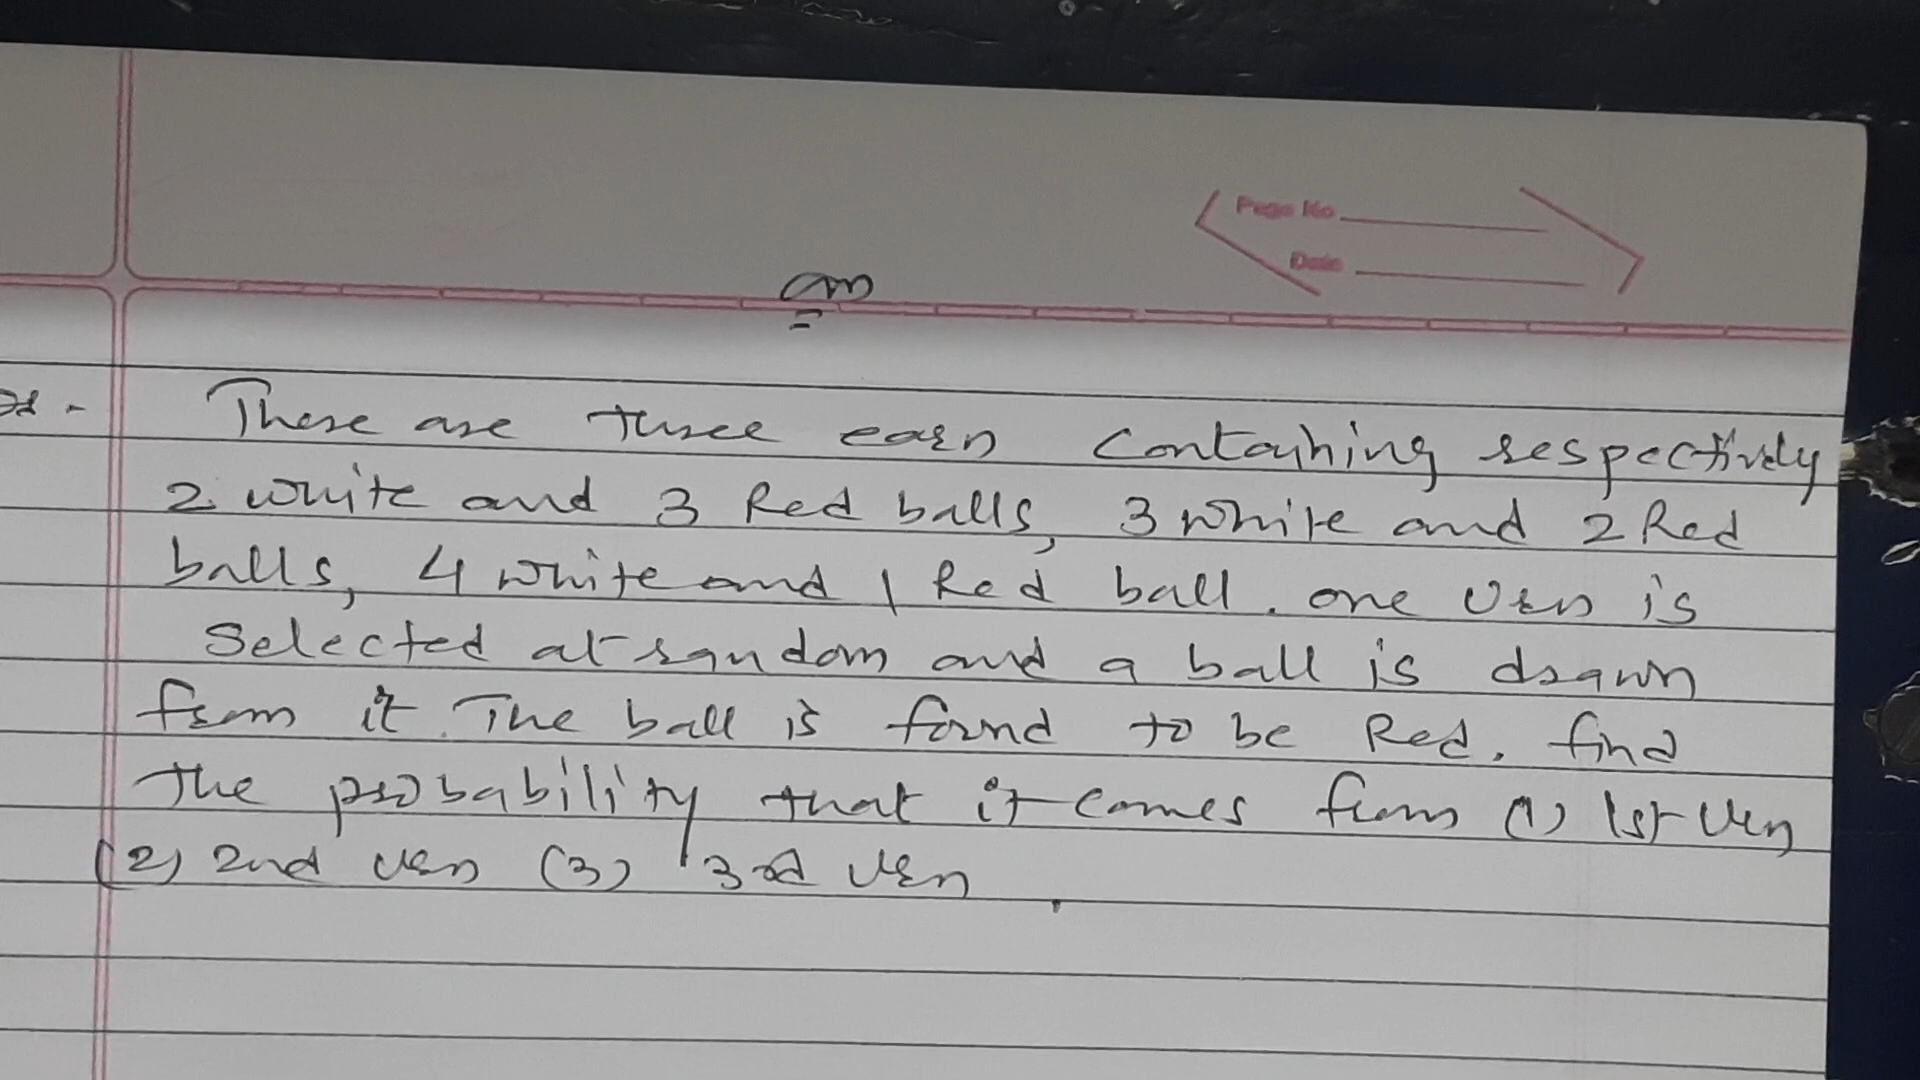 Page No
Date
There are three earn Containing respectively
2 white and 3 Red balls, 3 white and 2 Red
balls, 4 white and 1 Red ball. one Urn is
Selected at random and a ball is drawn
from it. The ball is found to be Red. find
the probability that it comes from (1) 1st Urn
(2) 2nd urn (3) 3rd urn.